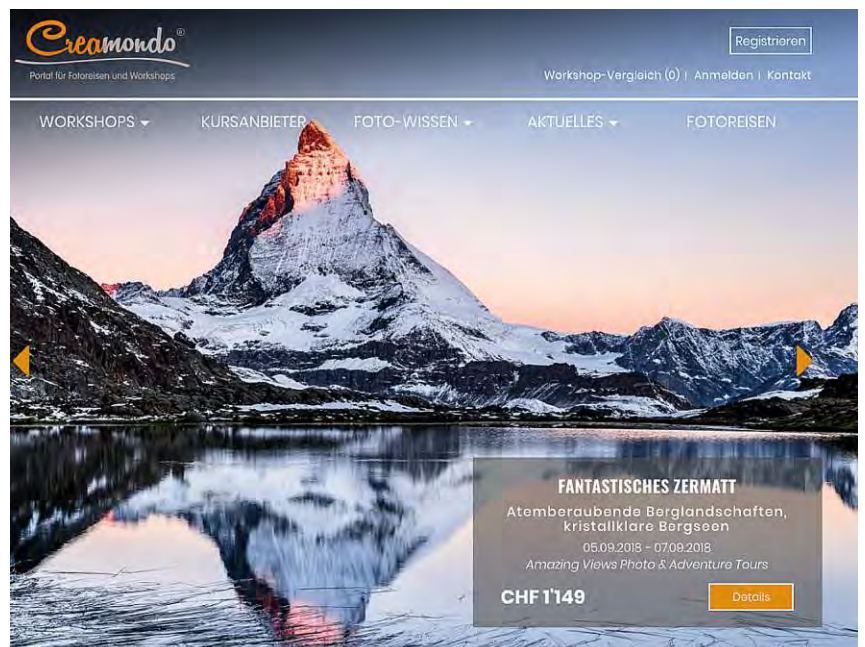 Creamondo®
Portal für Fotoreisen und Workshops
Registrieren
Workshop-Vergleich (0) | Anmelden | Kontakt
WORKSHOPS KURSANBIETER FOTO-WISSEN AKTUELLES FOTOREISEN
FANTASTISCHES ZERMATT
Atemberaubende Berglandschaften,
kristallklare Bergseen
05.09.2018 - 07.09.2018
Amazing Views Photo & Adventure Tours
CHF 1'149 Details